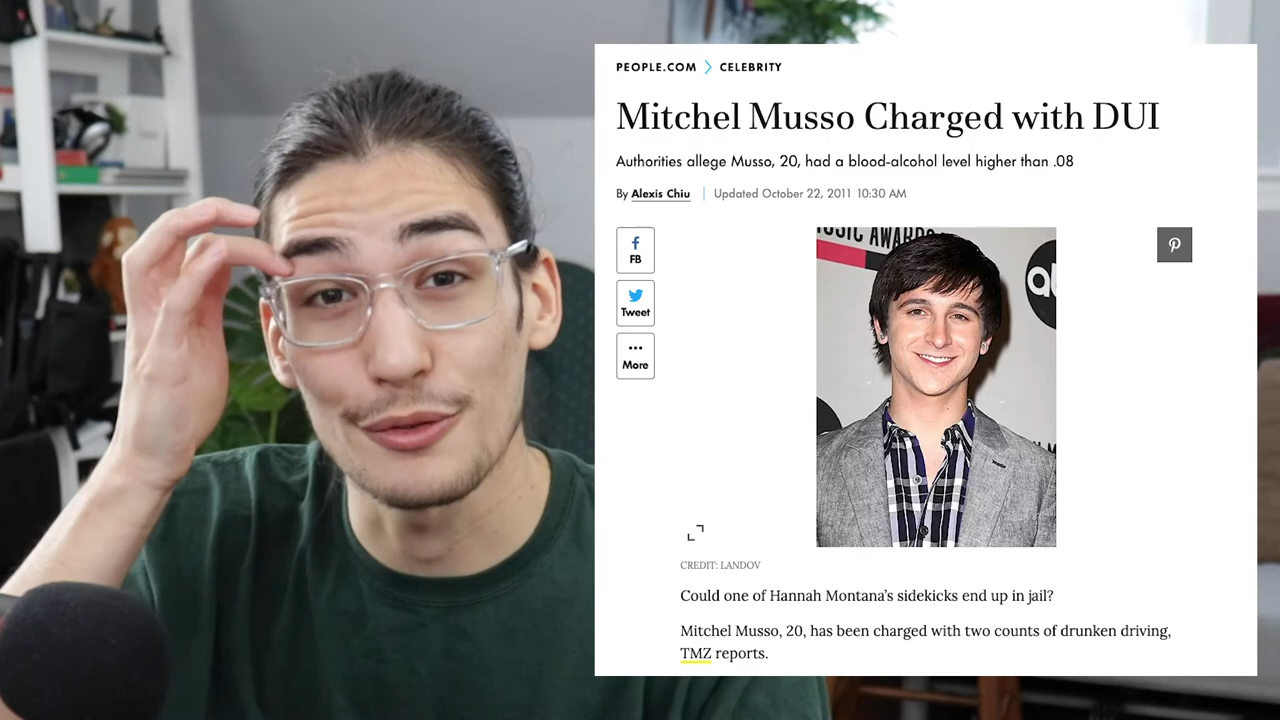 PEOPLE.COM > CELEBRITY
Mitchel Musso Charged with DUI
Authorities allege Musso, 20, had a blood-alcohol level higher than .08
By Alexis Chiu | Updated October 22, 2011 10:30 AM
FB
Tweet
More
MUSIC AWARDS
abc
CREDIT: LANDOV
Could one of Hannah Montana's sidekicks end up in jail?
Mitchel Musso, 20, has been charged with two counts of drunken driving,
TMZ reports.